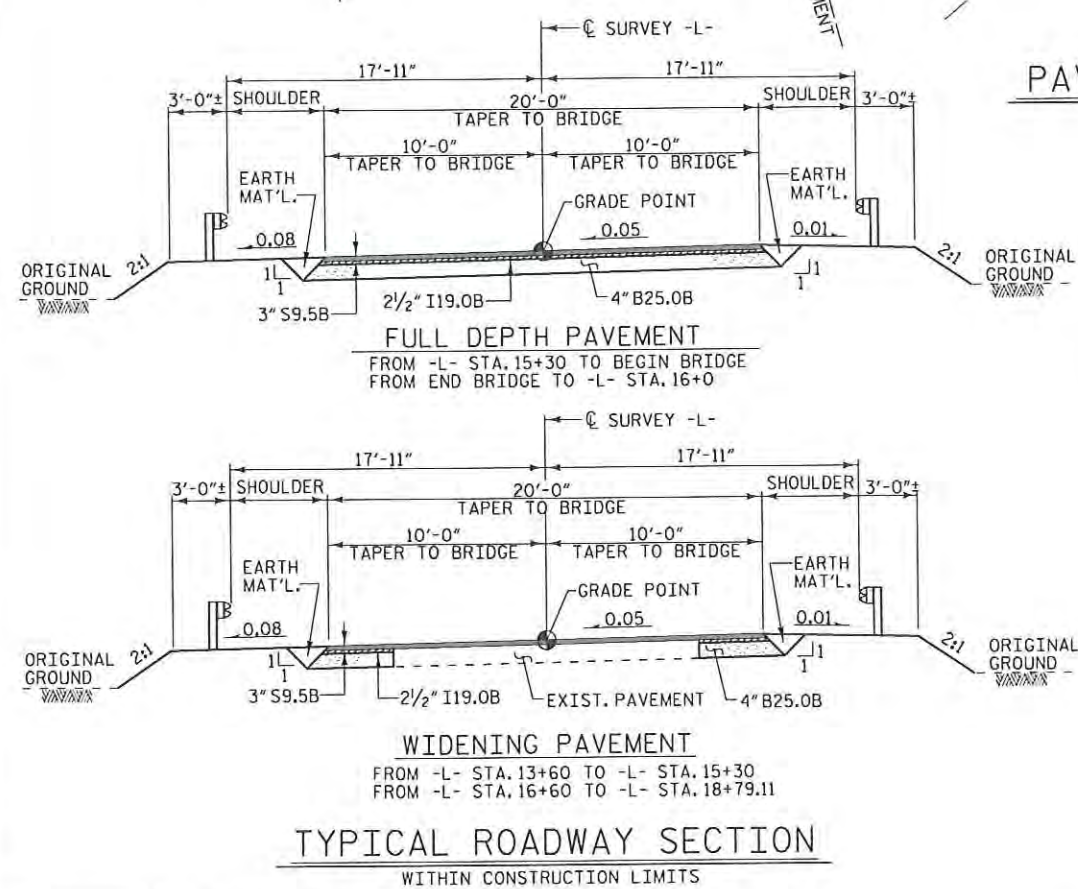 MENT
℄ SURVEY -L-
PAV
17'-11" 17'-11"
3'-0"± SHOULDER 20'-0" SHOULDER 3'-0"±
TAPER TO BRIDGE
10'-0" 10'-0"
TAPER TO BRIDGE TAPER TO BRIDGE
EARTH MAT'L.
GRADE POINT
EARTH MAT'L.
0.08 0.05 0.01
2:1 2:1
ORIGINAL GROUND
ORIGINAL GROUND
1 1
1 1
3" S9.5B 2½" I19.0B 4" B25.0B
FULL DEPTH PAVEMENT
FROM -L- STA. 15+30 TO BEGIN BRIDGE
FROM END BRIDGE TO -L- STA. 16+0
℄ SURVEY -L-
17'-11" 17'-11"
3'-0"± SHOULDER 20'-0" SHOULDER 3'-0"±
TAPER TO BRIDGE
10'-0" 10'-0"
TAPER TO BRIDGE TAPER TO BRIDGE
EARTH MAT'L.
GRADE POINT
EARTH MAT'L.
0.08 0.05 0.01
2:1 2:1
ORIGINAL GROUND
ORIGINAL GROUND
1 1
1 1
3" S9.5B 2½" I19.0B EXIST. PAVEMENT 4" B25.0B
WIDENING PAVEMENT
FROM -L- STA. 13+60 TO -L- STA. 15+30
FROM -L- STA. 16+60 TO -L- STA. 18+79.11
TYPICAL ROADWAY SECTION
WITHIN CONSTRUCTION LIMITS